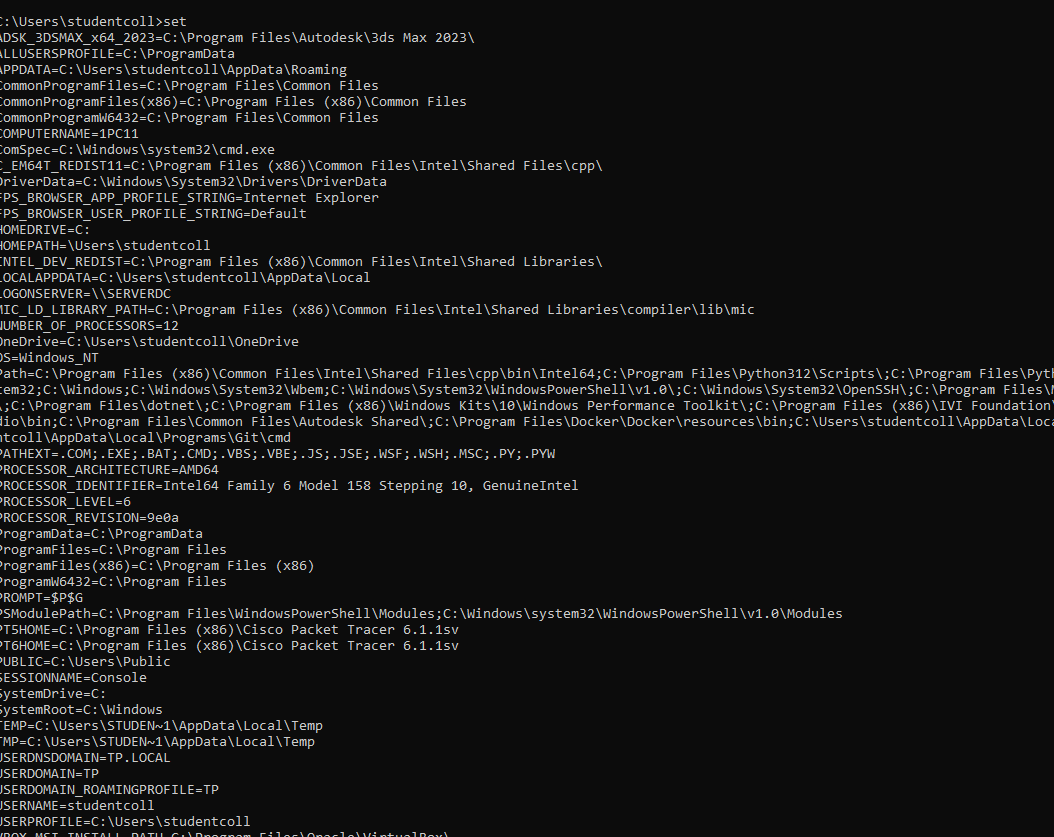 C:\Users\studentcoll>set
ADSK_3DSMAX_x64_2023=C:\Program Files\Autodesk\3ds Max 2023\
ALLUSERSPROFILE=C:\ProgramData
APPDATA=C:\Users\studentcoll\AppData\Roaming
CommonProgramFiles=C:\Program Files\Common Files
CommonProgramFiles(x86)=C:\Program Files (x86)\Common Files
CommonProgramW6432=C:\Program Files\Common Files
COMPUTERNAME=1PC11
ComSpec=C:\Windows\system32\cmd.exe
C_EM64T_REDIST11=C:\Program Files (x86)\Common Files\Intel\Shared Files\cpp\
DriverData=C:\Windows\System32\Drivers\DriverData
FPS_BROWSER_APP_PROFILE_STRING=Internet Explorer
FPS_BROWSER_USER_PROFILE_STRING=Default
HOMEDRIVE=C:
HOMEPATH=\Users\studentcoll
INTEL_DEV_REDIST=C:\Program Files (x86)\Common Files\Intel\Shared Libraries\
LOCALAPPDATA=C:\Users\studentcoll\AppData\Local
LOGONSERVER=\\SERVERDC
MIC_LD_LIBRARY_PATH=C:\Program Files (x86)\Common Files\Intel\Shared Libraries\compiler\lib\mic
NUMBER_OF_PROCESSORS=12
OneDrive=C:\Users\studentcoll\OneDrive
OS=Windows_NT
Path=C:\Program Files (x86)\Common Files\Intel\Shared Files\cpp\bin\Intel64;C:\Program Files\Python312\Scripts\;C:\Program Files\Pyth
tem32;C:\Windows;C:\Windows\System32\Wbem;C:\Windows\System32\WindowsPowerShell\v1.0\;C:\Windows\System32\OpenSSH\;C:\Program Files\
\;C:\Program Files\dotnet\;C:\Program Files (x86)\Windows Kits\10\Windows Performance Toolkit\;C:\Program Files (x86)\IVI Foundation\
dio\bin;C:\Program Files\Common Files\Autodesk Shared\;C:\Program Files\Docker\Docker\resources\bin;C:\Users\studentcoll\AppData\Loca
ntcoll\AppData\Local\Programs\Git\cmd
PATHEXT=.COM;.EXE;.BAT;.CMD;.VBS;.VBE;.JS;.JSE;.WSF;.WSH;.MSC;.PY;.PYW
PROCESSOR_ARCHITECTURE=AMD64
PROCESSOR_IDENTIFIER=Intel64 Family 6 Model 158 Stepping 10, GenuineIntel
PROCESSOR_LEVEL=6
PROCESSOR_REVISION=9e0a
ProgramData=C:\ProgramData
ProgramFiles=C:\Program Files
ProgramFiles(x86)=C:\Program Files (x86)
ProgramW6432=C:\Program Files
PROMPT=$P$G
PSModulePath=C:\Program Files\WindowsPowerShell\Modules;C:\Windows\system32\WindowsPowerShell\v1.0\Modules
PT5HOME=C:\Program Files (x86)\Cisco Packet Tracer 6.1.1sv
PT6HOME=C:\Program Files (x86)\Cisco Packet Tracer 6.1.1sv
PUBLIC=C:\Users\Public
SESSIONNAME=Console
SystemDrive=C:
SystemRoot=C:\Windows
TEMP=C:\Users\STUDEN~1\AppData\Local\Temp
TMP=C:\Users\STUDEN~1\AppData\Local\Temp
USERDNSDOMAIN=TP.LOCAL
USERDOMAIN=TP
USERDOMAIN_ROAMINGPROFILE=TP
USERNAME=studentcoll
USERPROFILE=C:\Users\studentcoll
VBOX_MSI_INSTALL_PATH=C:\Program Files\Oracle\VirtualBox\